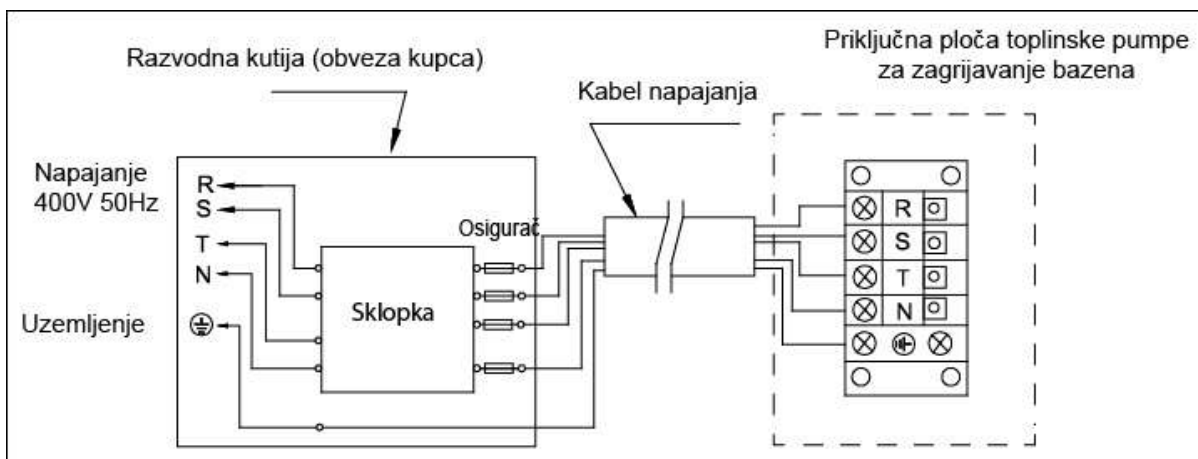 Razvodna kutija (obveza kupca)
Priključna ploča toplinske pumpe
za zagrijavanje bazena
Kabel napajanja
Napajanje
400V 50Hz
R
S
T
N
Uzemljenje
Osigurač
Sklopka
R
S
T
N